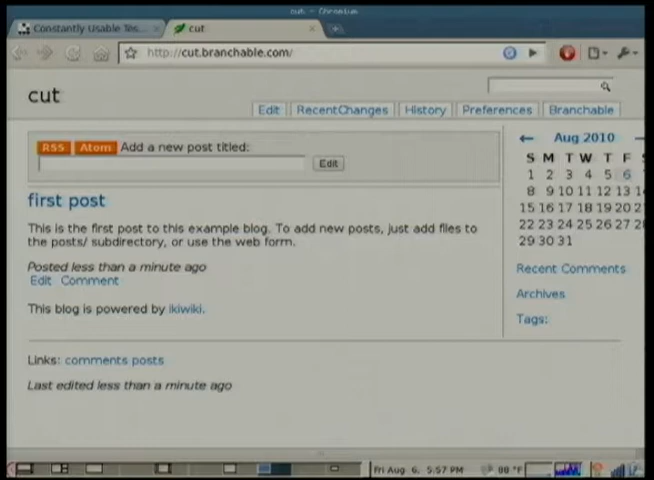 cut - Chromium
Constantly Usable Tes...
cut
http://cut.branchable.com/
cut
Edit RecentChanges History Preferences Branchable
RSS Atom Add a new post titled:
Edit
first post
This is the first post to this example blog. To add new posts, just add files to
the posts/ subdirectory, or use the web form.
Posted less than a minute ago
Edit Comment
This blog is powered by ikiwiki.
Links: comments posts
Last edited less than a minute ago
← Aug 2010 →
S M T W T F S
1 2 3 4 5 6
8 9 10 11 12 13 1
15 16 17 18 19 20 2
22 23 24 25 26 27 2
29 30 31
Recent Comments
Archives
Tags:
Fri Aug 6, 5:57 PM 88 °F